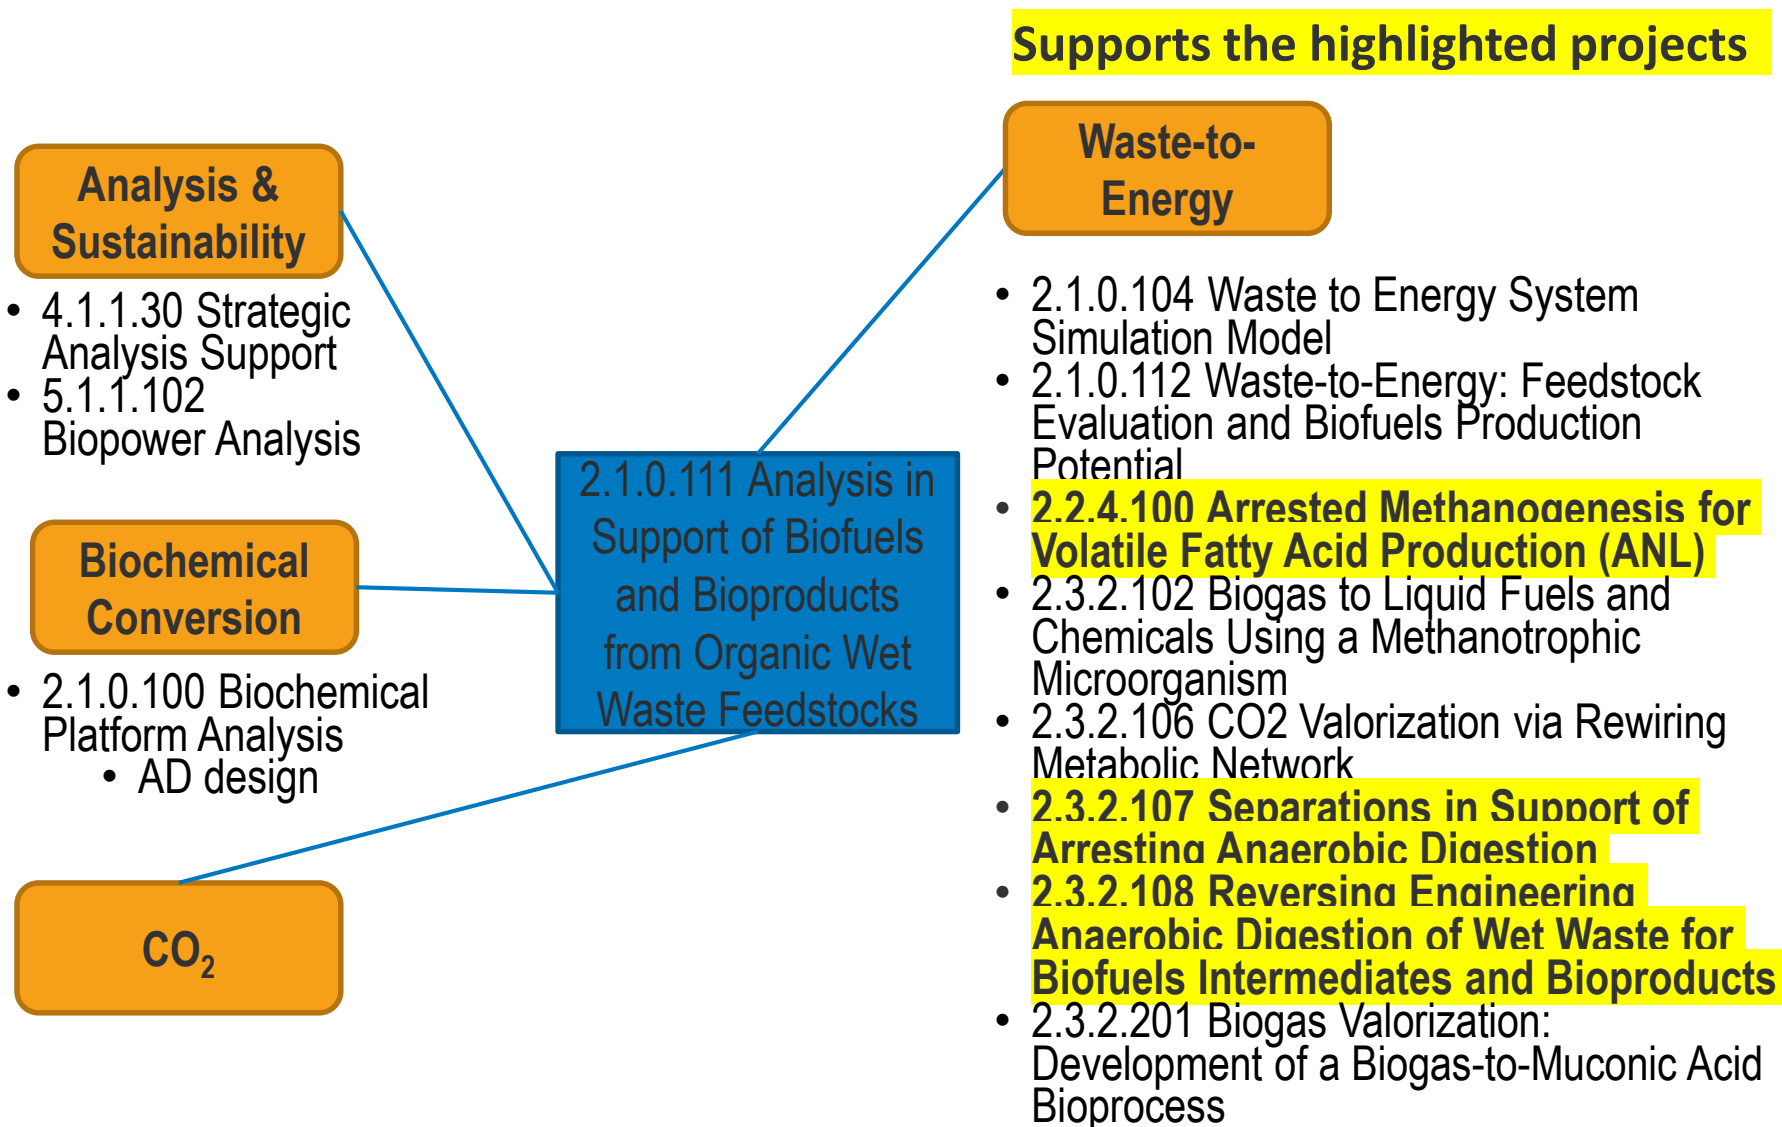 Supports the highlighted projects
Analysis &
Sustainability
• 4.1.1.30 Strategic
Analysis Support
• 5.1.1.102
Biopower Analysis
Biochemical
Conversion
• 2.1.0.100 Biochemical
Platform Analysis
• AD design
CO₂
2.1.0.111 Analysis in
Support of Biofuels
and Bioproducts
from Organic Wet
Waste Feedstocks
Waste-to-
Energy
• 2.1.0.104 Waste to Energy System
Simulation Model
• 2.1.0.112 Waste-to-Energy: Feedstock
Evaluation and Biofuels Production
Potential
• 2.2.4.100 Arrested Methanogenesis for
Volatile Fatty Acid Production (ANL)
• 2.3.2.102 Biogas to Liquid Fuels and
Chemicals Using a Methanotrophic
Microorganism
• 2.3.2.106 CO2 Valorization via Rewiring
Metabolic Network
• 2.3.2.107 Separations in Support of
Arresting Anaerobic Digestion
• 2.3.2.108 Reversing Engineering
Anaerobic Digestion of Wet Waste for
Biofuels Intermediates and Bioproducts
• 2.3.2.201 Biogas Valorization:
Development of a Biogas-to-Muconic Acid
Bioprocess